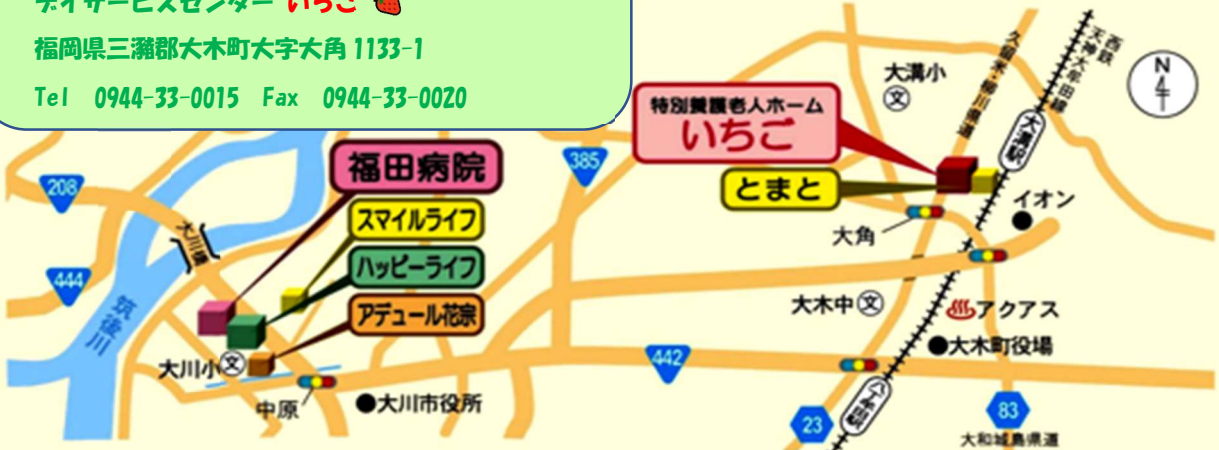 デイサービスセンター いちご
福岡県三潴郡大木町大字大角 1133-1
Tel 0944-33-0015 Fax 0944-33-0020
久留米・柳川県道
西鉄
天神大牟田線
N
大溝小
文
大溝駅
特別養護老人ホーム
いちご
とまと
イオン
大角
福田病院
スマイルライフ
ハッピーライフ
アデュール花宗
385
208
444
大川橋
筑後川
大川小
文
中原
大川市役所
442
大木中
文
アクアス
大木町役場
八丁牟田駅
23
83
大和城島県道